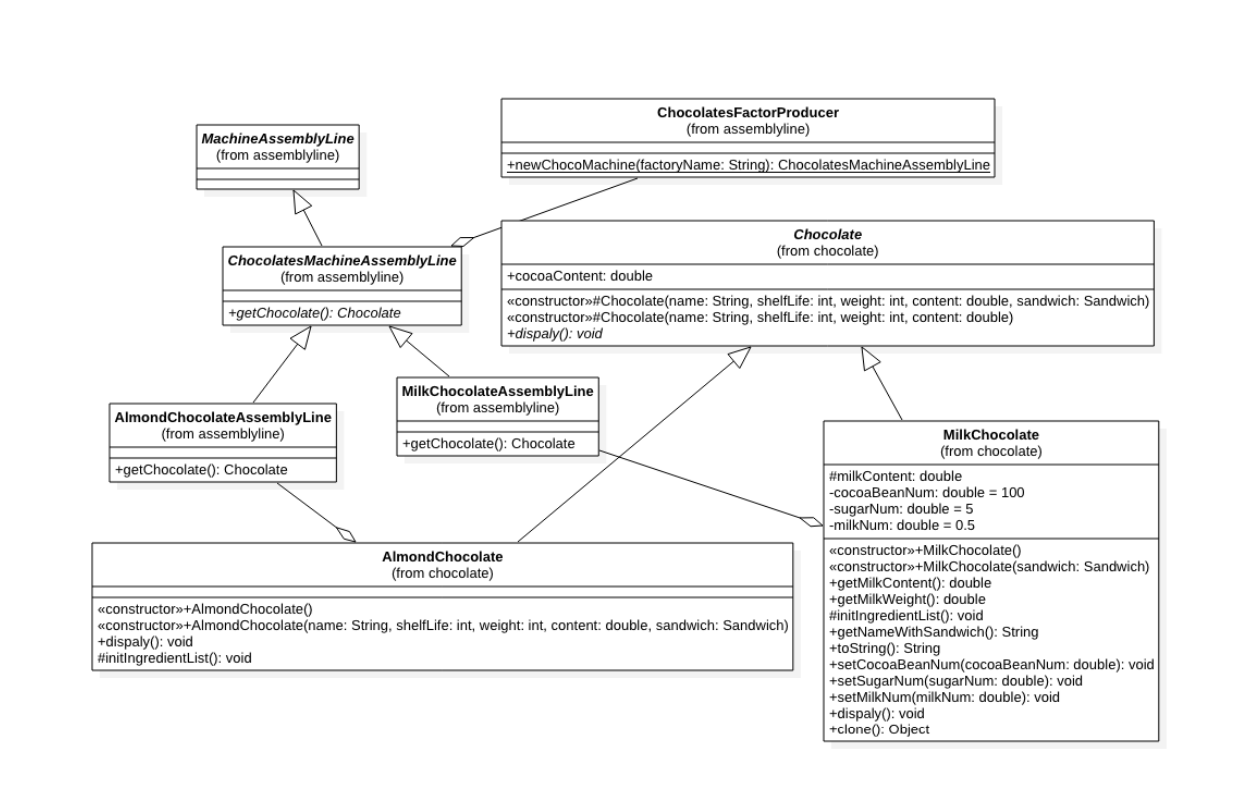 MachineAssemblyLine
(from assemblyline)
ChocolatesFactorProducer
(from assemblyline)
+newChocoMachine(factoryName: String): ChocolatesMachineAssemblyLine
ChocolatesMachineAssemblyLine
(from assemblyline)
+getChocolate(): Chocolate
Chocolate
(from chocolate)
+cocoaContent: double
«constructor»#Chocolate(name: String, shelfLife: int, weight: int, content: double, sandwich: Sandwich)
«constructor»#Chocolate(name: String, shelfLife: int, weight: int, content: double)
+dispaly(): void
AlmondChocolateAssemblyLine
(from assemblyline)
+getChocolate(): Chocolate
MilkChocolateAssemblyLine
(from assemblyline)
+getChocolate(): Chocolate
AlmondChocolate
(from chocolate)
«constructor»+AlmondChocolate()
«constructor»+AlmondChocolate(name: String, shelfLife: int, weight: int, content: double, sandwich: Sandwich)
+dispaly(): void
#initIngredientList(): void
MilkChocolate
(from chocolate)
#milkContent: double
-cocoaBeanNum: double = 100
-sugarNum: double = 5
-milkNum: double = 0.5
«constructor»+MilkChocolate()
«constructor»+MilkChocolate(sandwich: Sandwich)
+getMilkContent(): double
+getMilkWeight(): double
#initIngredientList(): void
+getNameWithSandwich(): String
+toString(): String
+setCocoaBeanNum(cocoaBeanNum: double): void
+setSugarNum(sugarNum: double): void
+setMilkNum(milkNum: double): void
+dispaly(): void
+clone(): Object